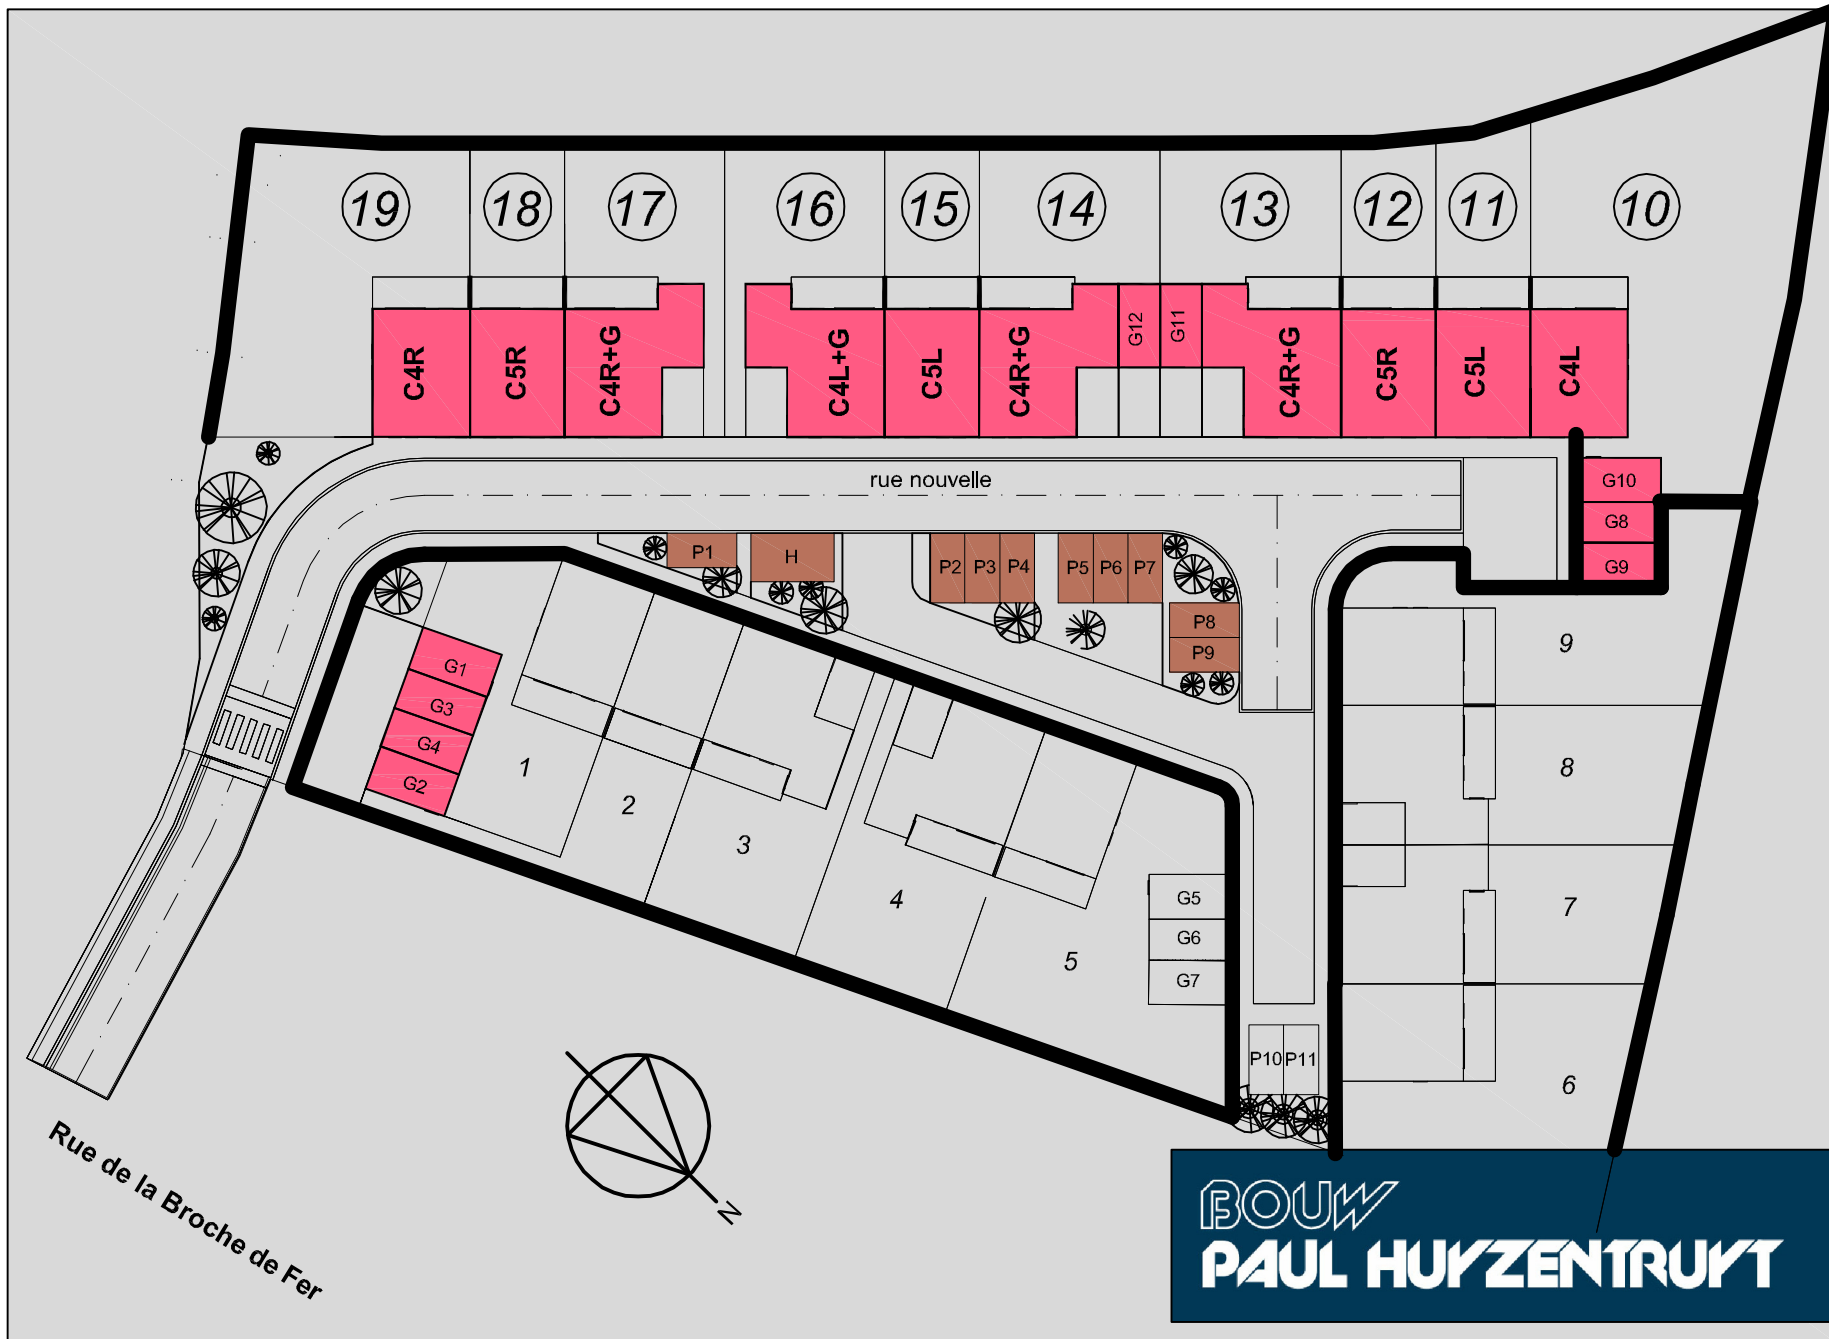 19 18 17 16 15 14 13 12 11 10
C4R C5R C4R+G C4L+G C5L C4R+G G12 G11 C4R+G C5R C5L C4L
rue nouvelle
G10
G8
G9
P1 H P2 P3 P4 P5 P6 P7
P8
P9
G1
G3
G4
G2
1
2
3
4
5
G5
G6
G7
9
8
7
6
P10 P11
N
Rue de la Broche de Fer
BOUW
PAUL HUYZENTRUYT